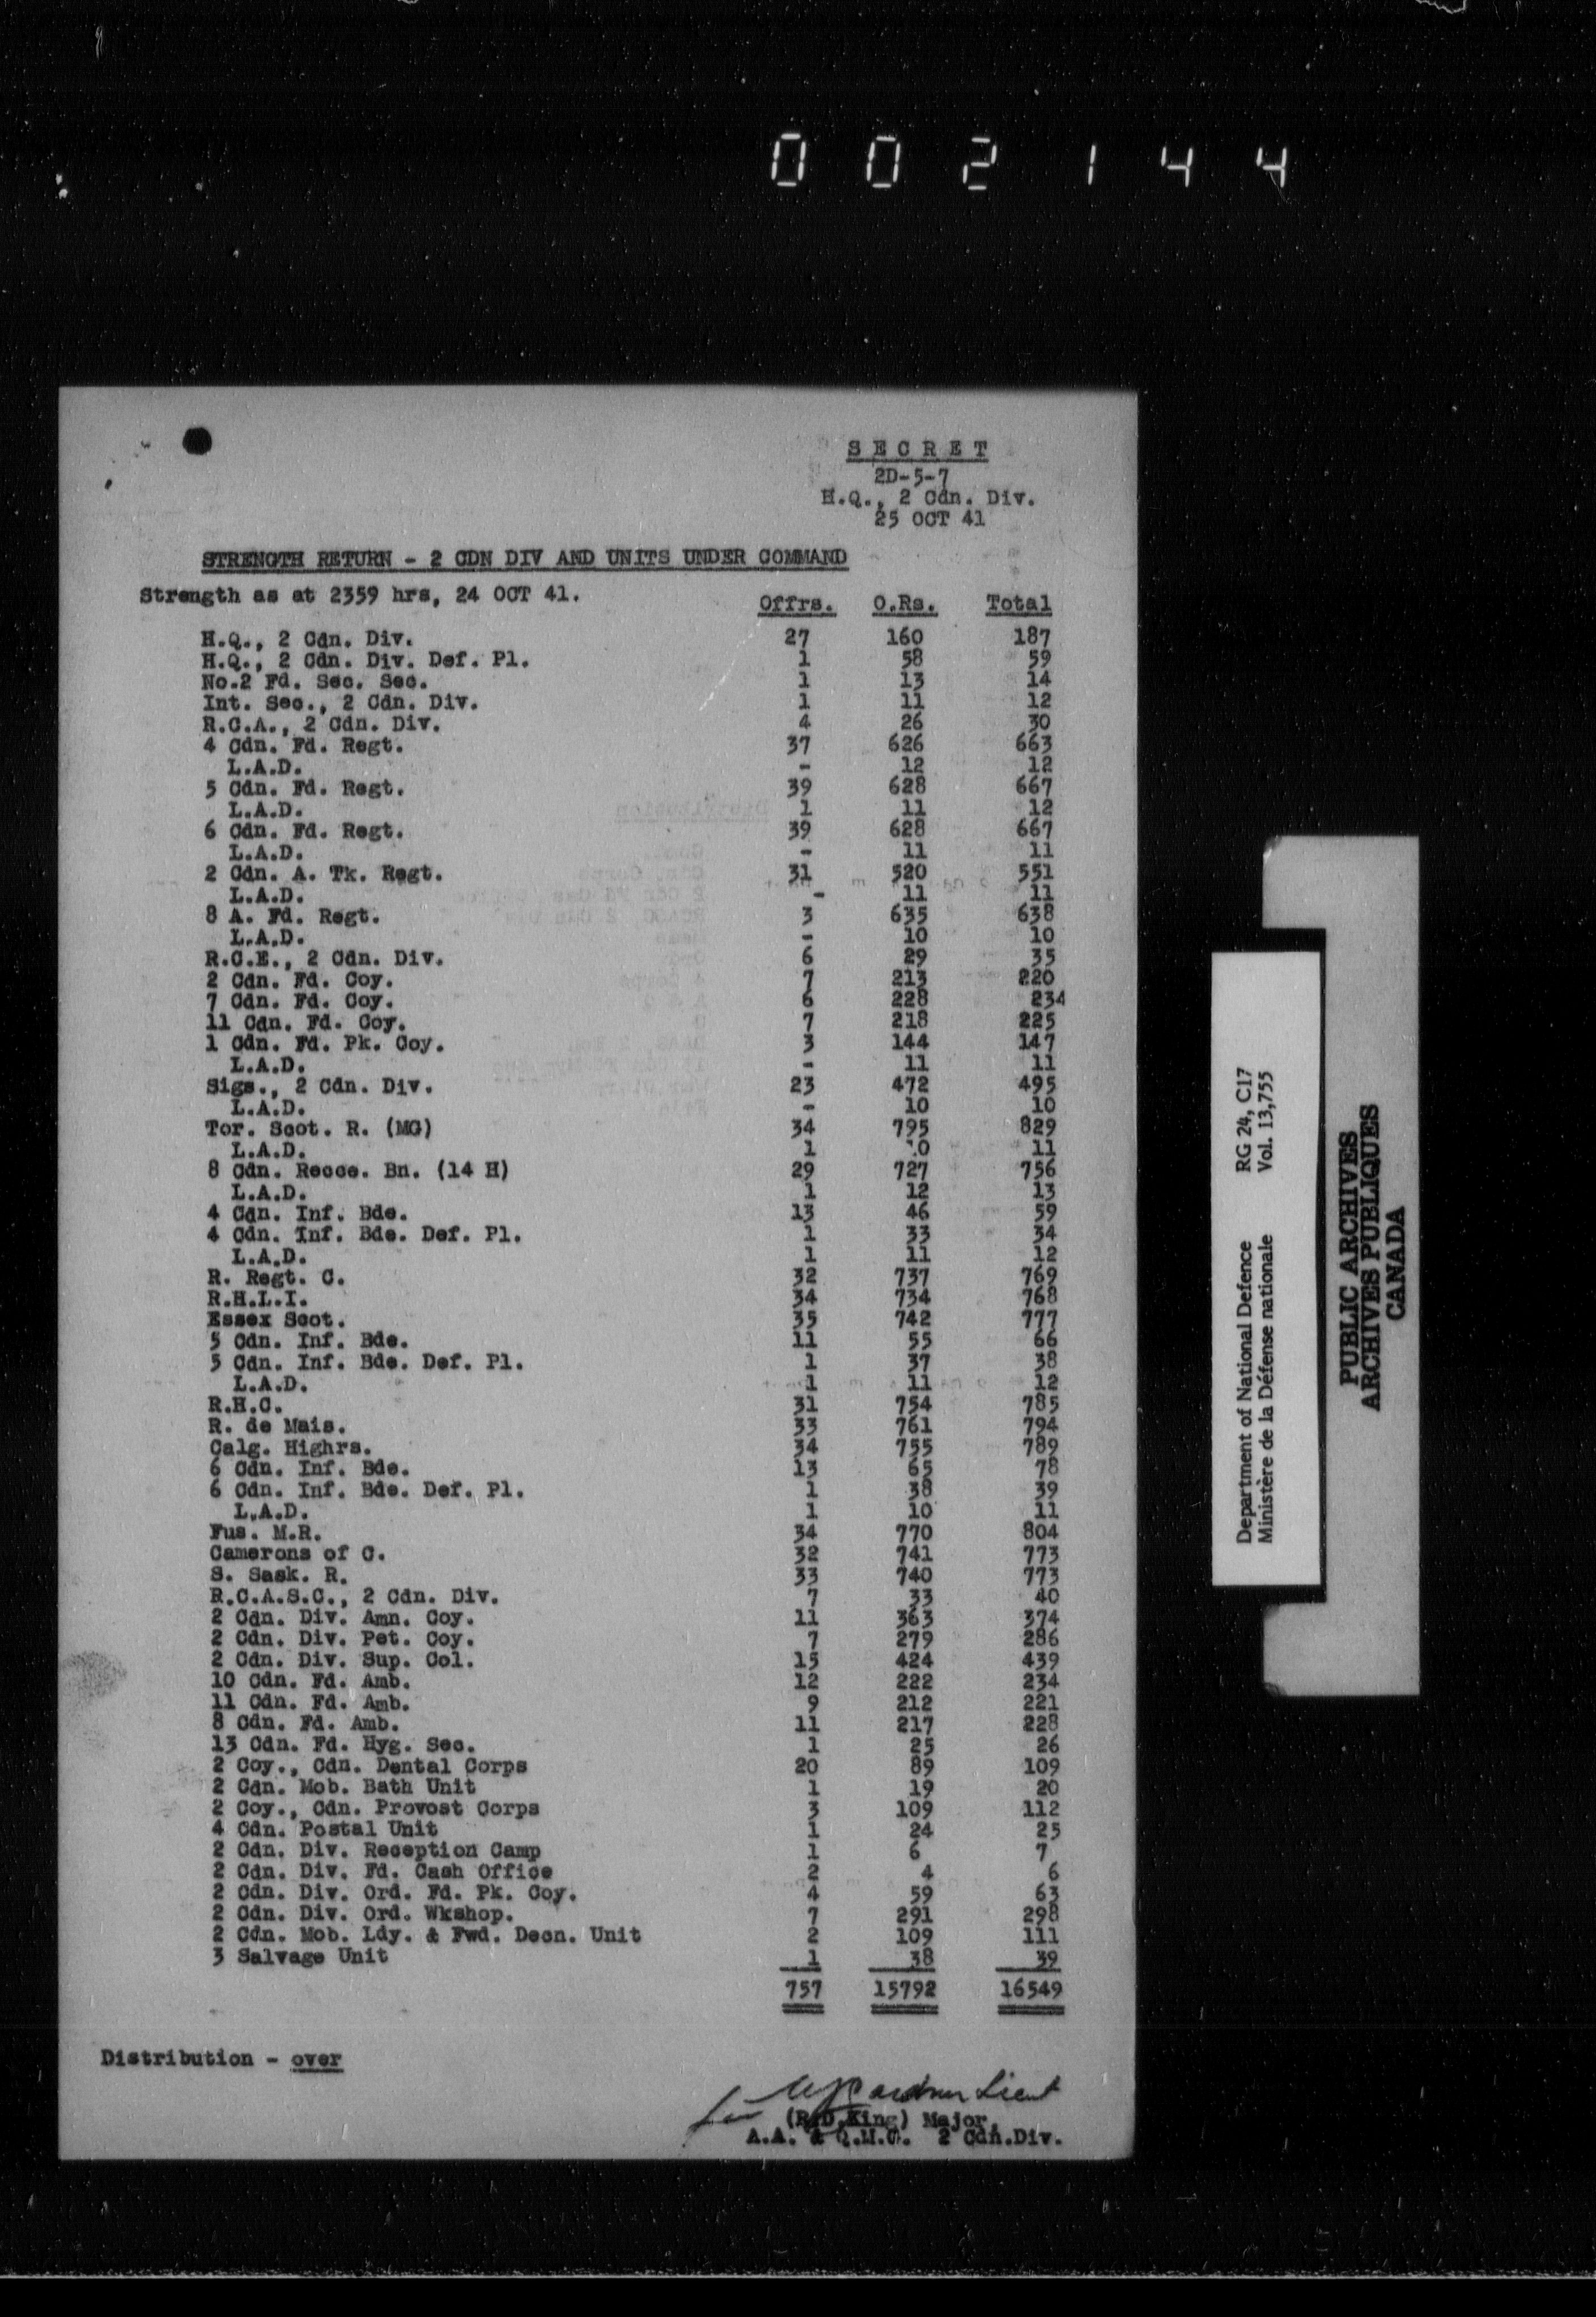 002144
SECRET
2D-5-7
H.Q., 2 Cdn. Div.
25 OCT 41
STRENGTH RETURN - 2 CDN DIV AND UNITS UNDER COMMAND
Strength as at 2359 hrs, 24 OCT 41.
Offrs. O.Rs. Total
H.Q., 2 Cdn. Div. 27 160 187
H.Q., 2 Cdn. Div. Def. Pl. 1 58 59
No.2 Fd. Sec. Sec. 1 13 14
Int. Sec., 2 Cdn. Div. 1 11 12
R.C.A., 2 Cdn. Div. 4 26 30
4 Cdn. Fd. Regt. 37 626 663
L.A.D. - 12 12
5 Cdn. Fd. Regt. 39 628 667
L.A.D. 1 11 12
6 Cdn. Fd. Regt. 39 628 667
L.A.D. - 11 11
2 Cdn. A. Tk. Regt. 31 520 551
L.A.D. - 11 11
8 A. Fd. Regt. 3 635 638
L.A.D. - 10 10
R.C.E., 2 Cdn. Div. 6 29 35
2 Cdn. Fd. Coy. 7 213 220
7 Cdn. Fd. Coy. 6 228 234
11 Cdn. Fd. Coy. 7 218 225
1 Cdn. Fd. Pk. Coy. 3 144 147
L.A.D. - 11 11
Sigs., 2 Cdn. Div. 23 472 495
L.A.D. - 10 10
Tor. Scot. R. (MG) 34 795 829
L.A.D. 1 10 11
8 Cdn. Recce. Bn. (14 H) 29 727 756
L.A.D. 1 12 13
4 Cdn. Inf. Bde. 13 46 59
4 Cdn. Inf. Bde. Def. Pl. 1 33 34
L.A.D. 1 11 12
R. Regt. C. 32 737 769
R.H.L.I. 34 734 768
Essex Scot. 35 742 777
5 Cdn. Inf. Bde. 11 55 66
5 Cdn. Inf. Bde. Def. Pl. 1 37 38
L.A.D. 1 11 12
R.H.C. 31 754 785
R. de Mais. 33 761 794
Calg. Highrs. 34 755 789
6 Cdn. Inf. Bde. 13 65 78
6 Cdn. Inf. Bde. Def. Pl. 1 38 39
L.A.D. 1 10 11
Fus. M.R. 34 770 804
Camerons of C. 32 741 773
S. Sask. R. 33 740 773
R.C.A.S.C., 2 Cdn. Div. 7 33 40
2 Cdn. Div. Amn. Coy. 11 363 374
2 Cdn. Div. Pet. Coy. 7 279 286
2 Cdn. Div. Sup. Col. 15 424 439
10 Cdn. Fd. Amb. 12 222 234
11 Cdn. Fd. Amb. 9 212 221
8 Cdn. Fd. Amb. 11 217 228
13 Cdn. Fd. Hyg. Sec. 1 25 26
2 Coy., Cdn. Dental Corps 20 89 109
2 Cdn. Mob. Bath Unit 1 19 20
2 Coy., Cdn. Provost Corps 3 109 112
4 Cdn. Postal Unit 1 24 25
2 Cdn. Div. Reception Camp 1 6 7
2 Cdn. Div. Fd. Cash Office 2 4 6
2 Cdn. Div. Ord. Fd. Pk. Coy. 4 59 63
2 Cdn. Div. Ord. Wkshop. 7 291 298
2 Cdn. Mob. Ldy. & Fwd. Decn. Unit 2 109 111
3 Salvage Unit 1 38 39
757 15792 16549
Distribution - over
Lieut
(R.D.King) Major,
A.A. & Q.M.G. 2 Cdn.Div.
Department of National Defence RG 24, C17
Ministère de la Défense nationale Vol. 13,755
PUBLIC ARCHIVES
ARCHIVES PUBLIQUES
CANADA